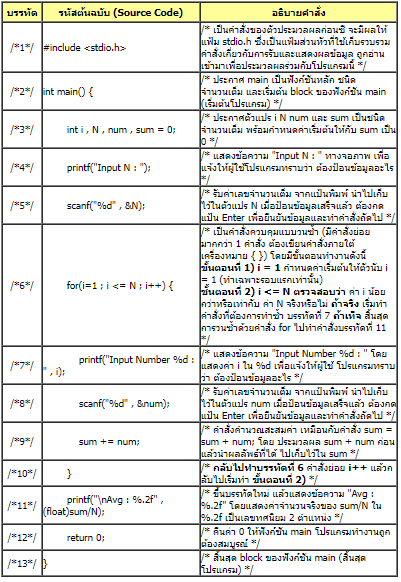 บรรทัด
รหัสต้นฉบับ (Source Code)
อธิบายคำสั่ง
/*1*/
#include <stdio.h>
/* เป็นคำสั่งของตัวประมวลผลก่อนซี จะมีผลให้
แฟ้ม stdio.h ซึ่งเป็นแฟ้มส่วนหัวที่ใช้เก็บรวบรวม
คำสั่งเกี่ยวกับการรับและแสดงผลข้อมูล ถูกอ่าน
เข้ามาเพื่อประมวลผลร่วมกับโปรแกรมนี้ */
/*2*/
int main() {
/* ประกาศ main เป็นฟังก์ชันหลัก ชนิด
จำนวนเต็ม และเริ่มต้น block ของฟังก์ชัน main
(เริ่มต้นโปรแกรม) */
/*3*/
int i , N , num , sum = 0;
/* ประกาศตัวแปร i N num และ sum เป็นชนิด
จำนวนเต็ม พร้อมกำหนดค่าเริ่มต้นให้กับ sum เป็น
0 */
/*4*/
printf("Input N : ");
/* แสดงข้อความ "Input N : " ทางจอภาพ เพื่อ
แจ้งให้ผู้ใช้โปรแกรมทราบว่า ต้องป้อนข้อมูลอะไร
*/
/*5*/
scanf("%d" , &N);
/* รับค่าเลขจำนวนเต็ม จากแป้นพิมพ์ นำไปเก็บ
ไว้ในตัวแปร N เมื่อป้อนข้อมูลเสร็จแล้ว ต้องกด
แป้น Enter เพื่อยืนยันข้อมูลและทำคำสั่งถัดไป */
/*6*/
for(i=1 ; i <= N ; i++) {
/* เป็นคำสั่งควบคุมแบบวนซ้ำ (มีคำสั่งย่อย
มากกว่า 1 คำสั่ง ต้องเขียนคำสั่งภายใต้
เครื่องหมาย { }) โดยมีขั้นตอนทำงานดังนี้
ขั้นตอนที่ 1) i = 1 กำหนดค่าเริ่มต้นให้ตัวนับ i
= 1 (ทำเฉพาะรอบแรกเท่านั้น)
ขั้นตอนที่ 2) i <= N ตรวจสอบว่า ค่า i น้อย
กว่าหรือเท่ากับ ค่า N จริงหรือไม่ ถ้าจริง เริ่มทำ
คำสั่งที่ต้องการทำซ้ำ บรรทัดที่ 7 ถ้าเท็จ สิ้นสุด
การวนซ้ำด้วยคำสั่ง for ไปทำคำสั่งบรรทัดที่ 11
*/
/*7*/
printf("Input Number %d :
" , i);
/* แสดงข้อความ "Input Number %d : " โดย
แสดงค่า i ใน %d เพื่อแจ้งให้ผู้ใช้ โปรแกรมทราบ
ว่า ต้องป้อนข้อมูลอะไร */
/*8*/
scanf("%d" , &num);
/* รับค่าเลขจำนวนเต็ม จากแป้นพิมพ์ นำไปเก็บ
ไว้ในตัวแปร num เมื่อป้อนข้อมูลเสร็จแล้ว ต้องกด
แป้น Enter เพื่อยืนยันข้อมูลและทำคำสั่งถัดไป */
/*9*/
sum += num;
/* คำสั่งคำนวณสะสมค่า เหมือนกับคำสั่ง sum =
sum + num; โดย ประมวลผล sum + num ก่อน
แล้วนำผลลัพธ์ที่ได้ ไปเก็บไว้ใน sum */
/*10*/
}
/* กลับไปทำบรรทัดที่ 6 คำสั่งย่อย i++ แล้วก
ลับไปเริ่มทำ ขั้นตอนที่ 2) */
/*11*/
printf("\nAvg : %.2f" ,
(float)sum/N);
/* ขึ้นบรรทัดใหม่ แล้วแสดงข้อความ "Avg :
%.2f" โดยแสดงค่าจำนวนจริงของ sum/N ใน
%.2f เป็นเลขทศนิยม 2 ตำแหน่ง */
/*12*/
return 0;
/* คืนค่า 0 ให้ฟังก์ชัน main โปรแกรมทำงานถูก
ต้องสมบูรณ์ */
/*13*/
}
/* สิ้นสุด block ของฟังก์ชัน main (สิ้นสุด
โปรแกรม) */